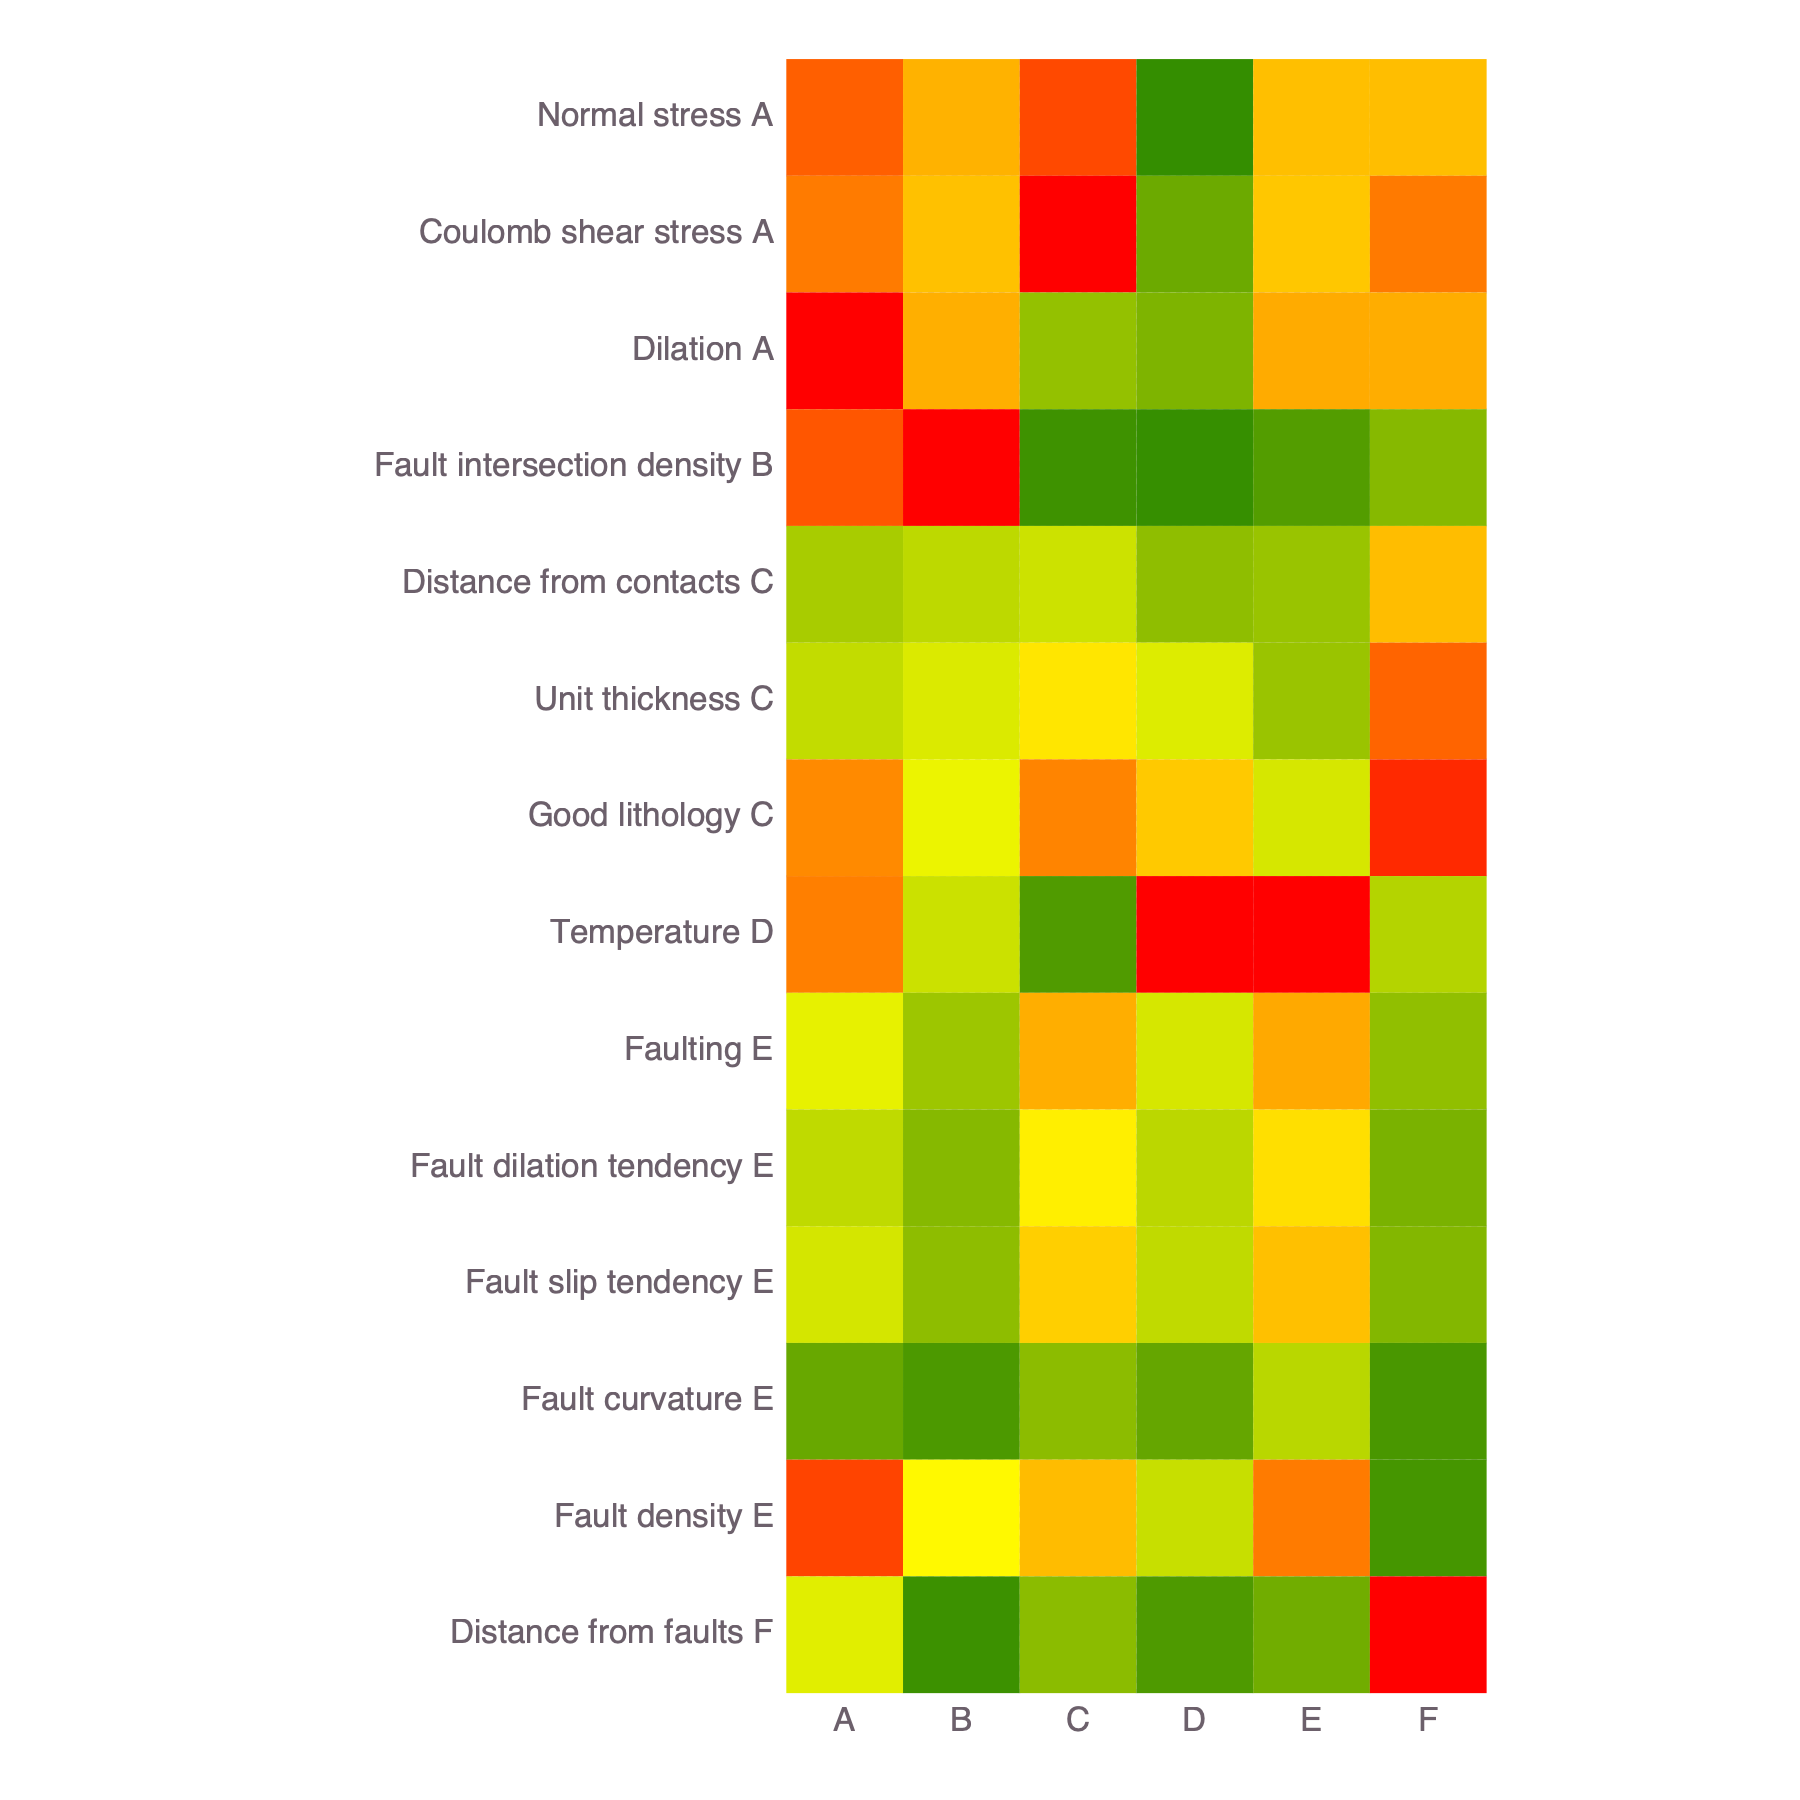 Normal stress A
Coulomb shear stress A
Dilation A
Fault intersection density B
Distance from contacts C
Unit thickness C
Good lithology C
Temperature D
Faulting E
Fault dilation tendency E
Fault slip tendency E
Fault curvature E
Fault density E
Distance from faults F
A B C D E F